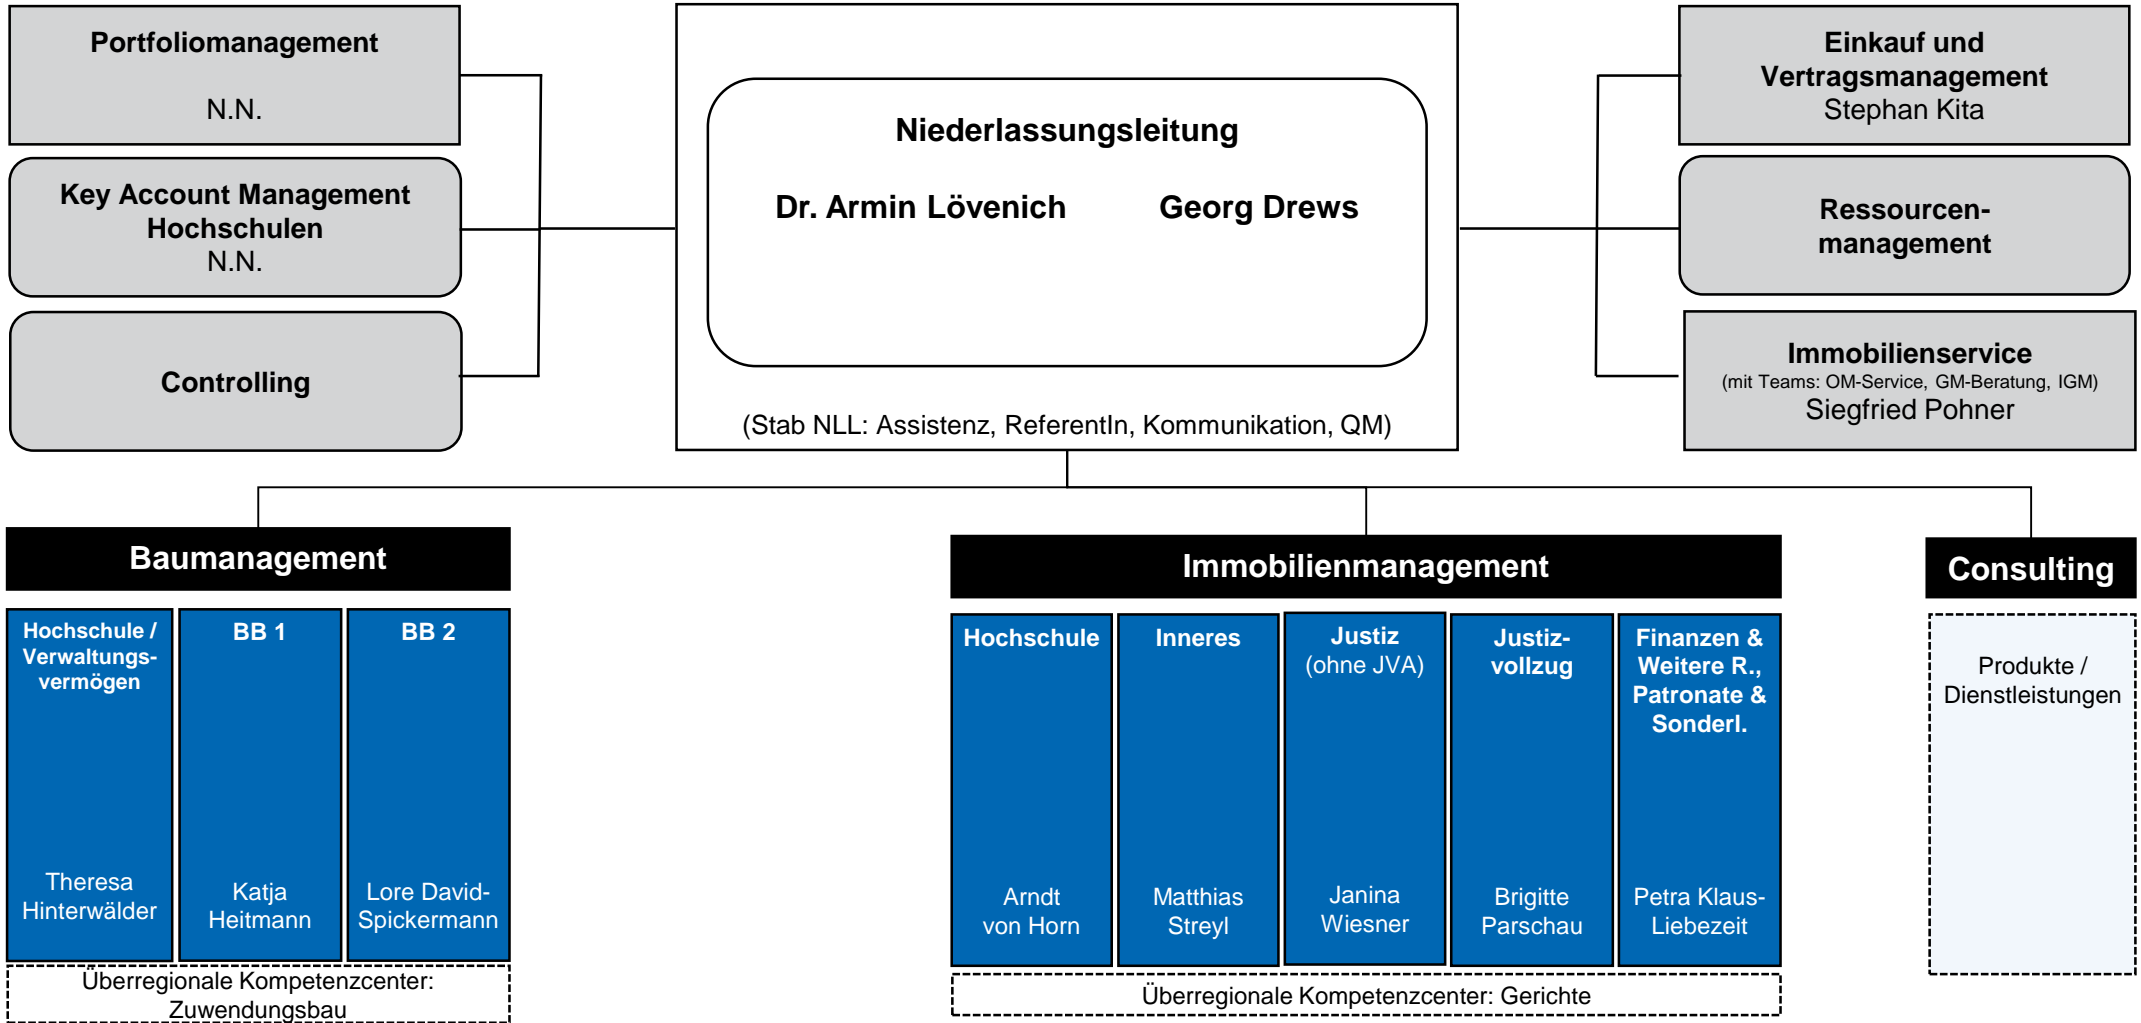 Portfoliomanagement
N.N.
Key Account Management
Hochschulen
N.N.
Controlling
Niederlassungsleitung
Dr. Armin Lövenich Georg Drews
(Stab NLL: Assistenz, ReferentIn, Kommunikation, QM)
Einkauf und
Vertragsmanagement
Stephan Kita
Ressourcen-
management
Immobilienservice
(mit Teams: OM-Service, GM-Beratung, IGM)
Siegfried Pohner
Baumanagement
Hochschule /
Verwaltungs-
vermögen
Theresa
Hinterwälder
BB 1
Katja
Heitmann
BB 2
Lore David-
Spickermann
Überregionale Kompetenzcenter:
Zuwendungsbau
Immobilienmanagement
Hochschule
Arndt
von Horn
Inneres
Matthias
Streyl
Justiz
(ohne JVA)
Janina
Wiesner
Justiz-
vollzug
Brigitte
Parschau
Finanzen &
Weitere R.,
Patronate &
Sonderl.
Petra Klaus-
Liebezeit
Überregionale Kompetenzcenter: Gerichte
Consulting
Produkte /
Dienstleistungen